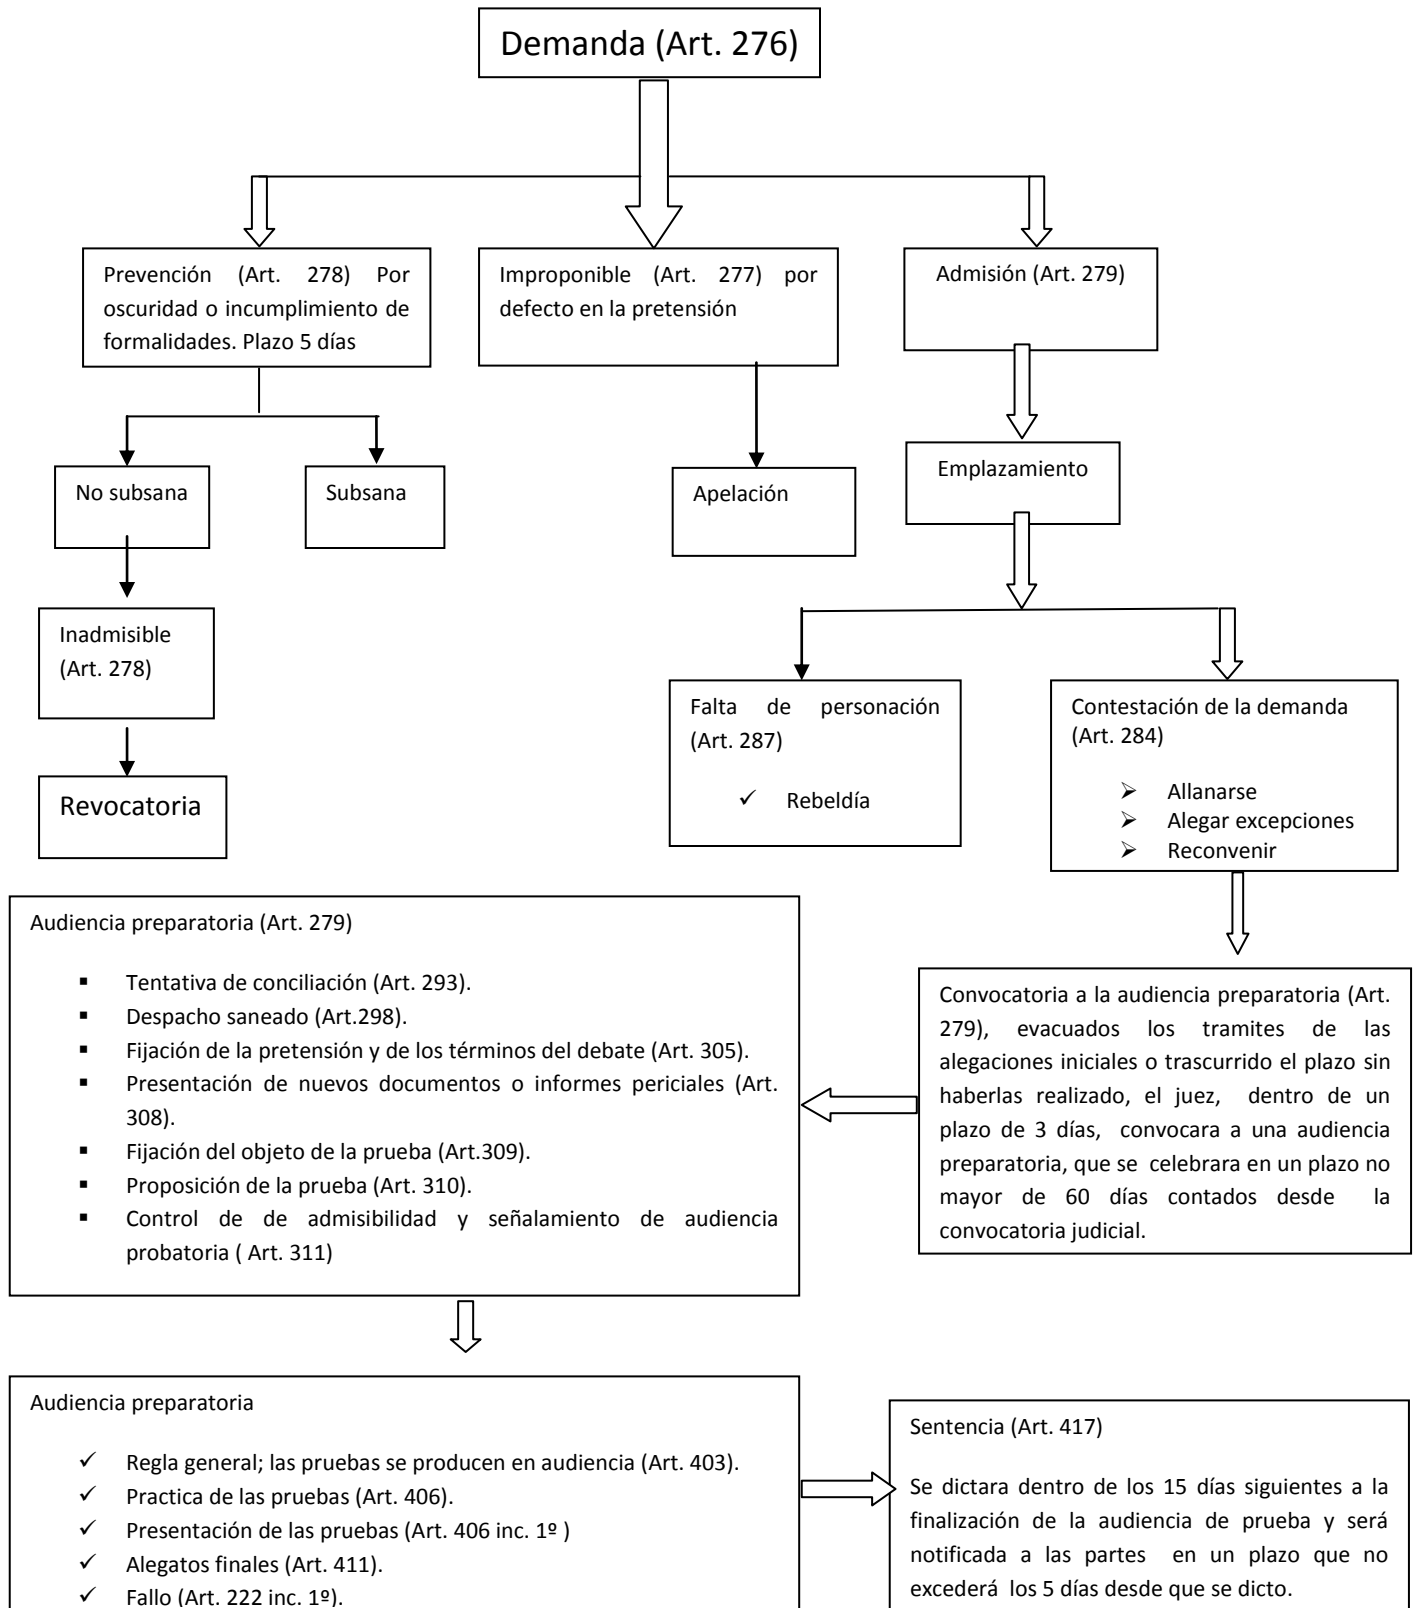 Demanda (Art. 276)
Prevención (Art. 278) Por
oscuridad o incumplimiento de
formalidades. Plazo 5 días
Improponible (Art. 277) por
defecto en la pretensión
Admisión (Art. 279)
No subsana
Subsana
Apelación
Emplazamiento
Inadmisible
(Art. 278)
Revocatoria
Falta de personación
(Art. 287)
✓ Rebeldía
Contestación de la demanda
(Art. 284)
➢ Allanarse
➢ Alegar excepciones
➢ Reconvenir
Audiencia preparatoria (Art. 279)
▪ Tentativa de conciliación (Art. 293).
▪ Despacho saneado (Art.298).
▪ Fijación de la pretensión y de los términos del debate (Art. 305).
▪ Presentación de nuevos documentos o informes periciales (Art.
308).
▪ Fijación del objeto de la prueba (Art.309).
▪ Proposición de la prueba (Art. 310).
▪ Control de de admisibilidad y señalamiento de audiencia
probatoria ( Art. 311)
Convocatoria a la audiencia preparatoria (Art.
279), evacuados los tramites de las
alegaciones iniciales o trascurrido el plazo sin
haberlas realizado, el juez, dentro de un
plazo de 3 días, convocara a una audiencia
preparatoria, que se celebrara en un plazo no
mayor de 60 días contados desde la
convocatoria judicial.
Audiencia preparatoria
✓ Regla general; las pruebas se producen en audiencia (Art. 403).
✓ Practica de las pruebas (Art. 406).
✓ Presentación de las pruebas (Art. 406 inc. 1º )
✓ Alegatos finales (Art. 411).
✓ Fallo (Art. 222 inc. 1º).
Sentencia (Art. 417)
Se dictara dentro de los 15 días siguientes a la
finalización de la audiencia de prueba y será
notificada a las partes en un plazo que no
excederá los 5 días desde que se dicto.